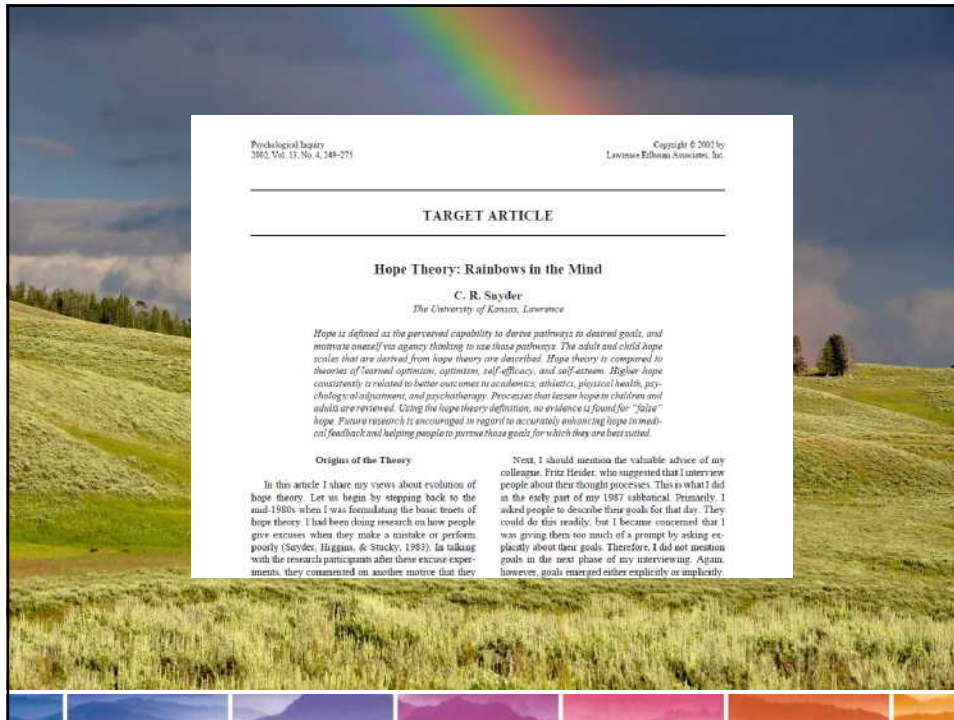 Psychological Inquiry
2002, Vol. 13, No. 4, 249–275
Copyright © 2002 by
Lawrence Erlbaum Associates, Inc.
TARGET ARTICLE
Hope Theory: Rainbows in the Mind
C. R. Snyder
The University of Kansas, Lawrence
Hope is defined as the perceived capability to derive pathways to desired goals, and
motivate oneself via agency thinking to use those pathways. The adult and child hope
scales that are derived from hope theory are described. Hope theory is compared to
theories of learned optimism, optimism, self-efficacy, and self-esteem. Higher hope
consistently is related to better outcomes in academics, athletics, physical health, psy-
chological adjustment, and psychotherapy. Processes that lessen hope in children and
adults are reviewed. Using the hope theory definition, no evidence is found for "false"
hope. Future research is encouraged in regard to accurately enhancing hope in medi-
cal feedback and helping people to pursue those goals for which they are best suited.
Origins of the Theory
In this article I share my views about evolution of
hope theory. Let us begin by stepping back to the
mid-1980s when I was formulating the basic tenets of
hope theory. I had been doing research on how people
give excuses when they make a mistake or perform
poorly (Snyder, Higgins, & Stucky, 1983). In talking
with the research participants after these excuse exper-
iments, they commented on another motive that they
Next, I should mention the valuable advice of my
colleague, Fritz Heider, who suggested that I interview
people about their thought processes. This is what I did
in the early part of my 1987 sabbatical. Primarily, I
asked people to describe their goals for that day. They
could do this readily, but I became concerned that I
was giving them too much of a prompt by asking ex-
plicitly about their goals. Therefore, I did not mention
goals in the next phase of my interviewing. Again,
however, goals emerged either explicitly or implicitly.